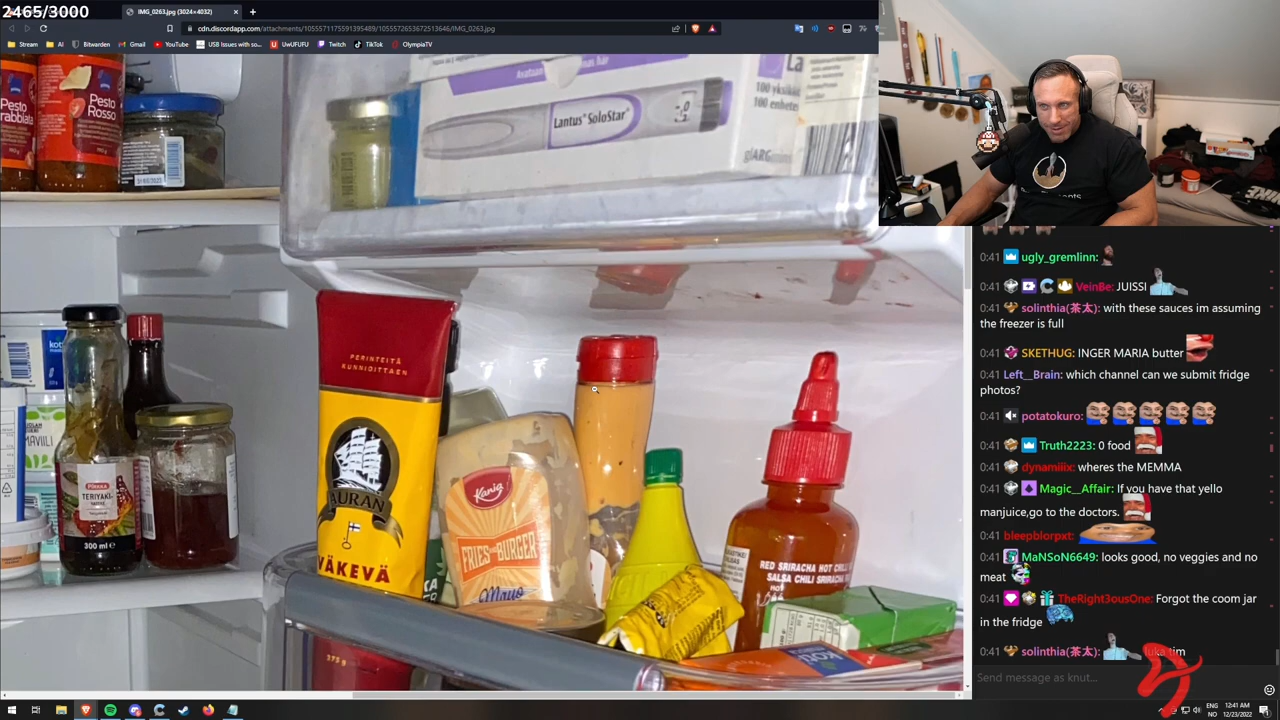 2465/3000
IMG_0263.jpg (3024×4032)
cdn.discordapp.com/attachments/1055571175591395489/1055572653672513646/IMG_0263.jpg
Stream
AI
Bitwarden
Gmail
YouTube
USB Issues with so...
UwUFUFU
Twitch
TikTok
OlympiaTV
Pesto
Pesto
Rosso
Avataan
Lantus® SoloStar®
100 yksikköä
PERINTEITÄ
KUNNIOITTAEN
AURAN
VÄKEVÄ
375 g
Kania
FRIES
BURGER
Mayo
RED SRIRACHA HOT CHILI
SALSA CHILI SRIRACHA
MAVIILI
PIRKKA
TERIYAKI-
300 ml
0:41 ugly_gremlinn:
0:41 VeinBe: JUISSI
0:41 solinthia(茶太): with these sauces im assuming
the freezer is full
0:41 SKETHUG: INGER MARIA butter
0:41 Left__Brain: which channel can we submit fridge
photos?
0:41 potatokuro:
0:41 Truth2223: 0 food
0:41 dynamiiix: wheres the MEMMA
0:41 Magic__Affair: If you have that yello
manjuice,go to the doctors.
0:41 bleepblorpxt:
0:41 MaNSoN6649: looks good, no veggies and no
meat
0:41 TheRight3ousOne: Forgot the coom jar
in the fridge
0:41 solinthia(茶太):
Send message as knut...
ENG
NO
12:41 AM
12/23/2022